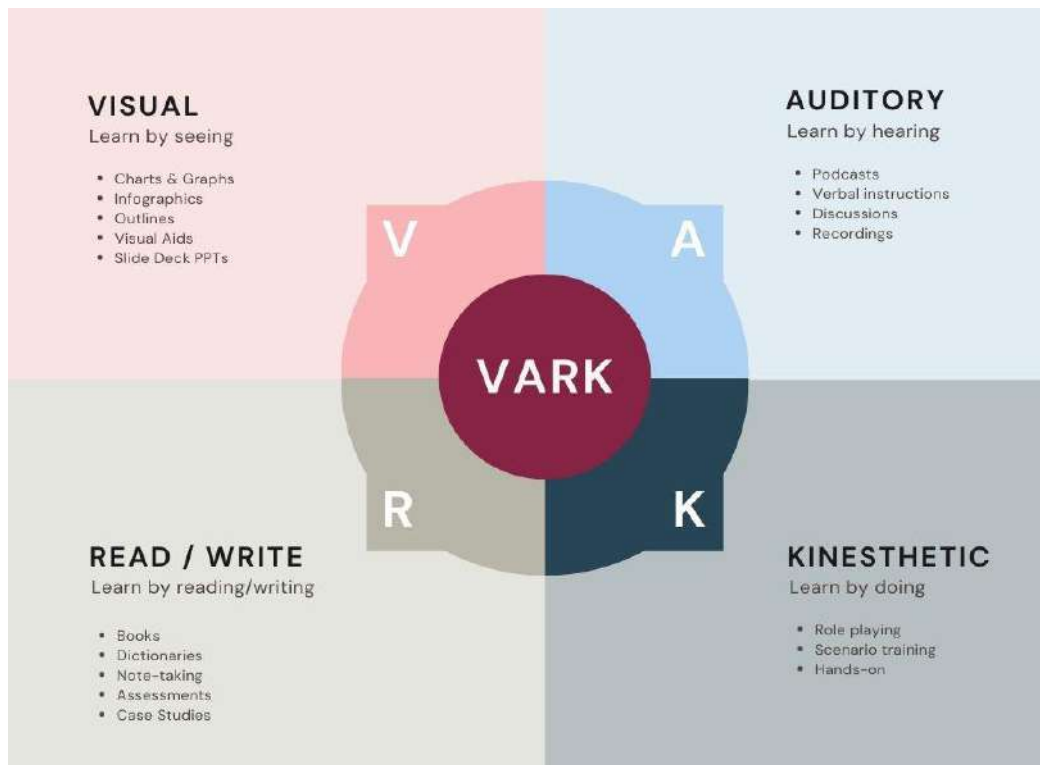 VISUAL
Learn by seeing
• Charts & Graphs
• Infographics
• Outlines
• Visual Aids
• Slide Deck PPTs
AUDITORY
Learn by hearing
• Podcasts
• Verbal instructions
• Discussions
• Recordings
V
A
VARK
R
K
READ / WRITE
Learn by reading/writing
• Books
• Dictionaries
• Note-taking
• Assessments
• Case Studies
KINESTHETIC
Learn by doing
• Role playing
• Scenario training
• Hands-on